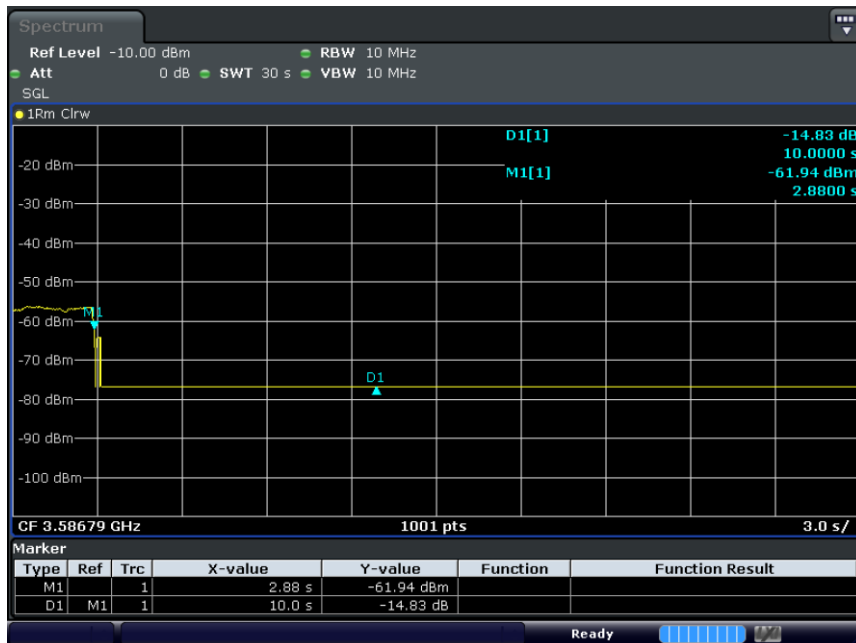 Spectrum
Ref Level -10.00 dBm RBW 10 MHz
Att 0 dB SWT 30 s VBW 10 MHz
SGL
1Rm Clrw
D1[1] -14.83 dB
10.0000 s
-20 dBm
M1[1] -61.94 dBm
2.8800 s
-30 dBm
-40 dBm
-50 dBm
M1
-60 dBm
-70 dBm
D1
-80 dBm
-90 dBm
-100 dBm
CF 3.58679 GHz 1001 pts 3.0 s/
Marker
Type Ref Trc X-value Y-value Function Function Result
M1 1 2.88 s -61.94 dBm
D1 M1 1 10.0 s -14.83 dB
Ready